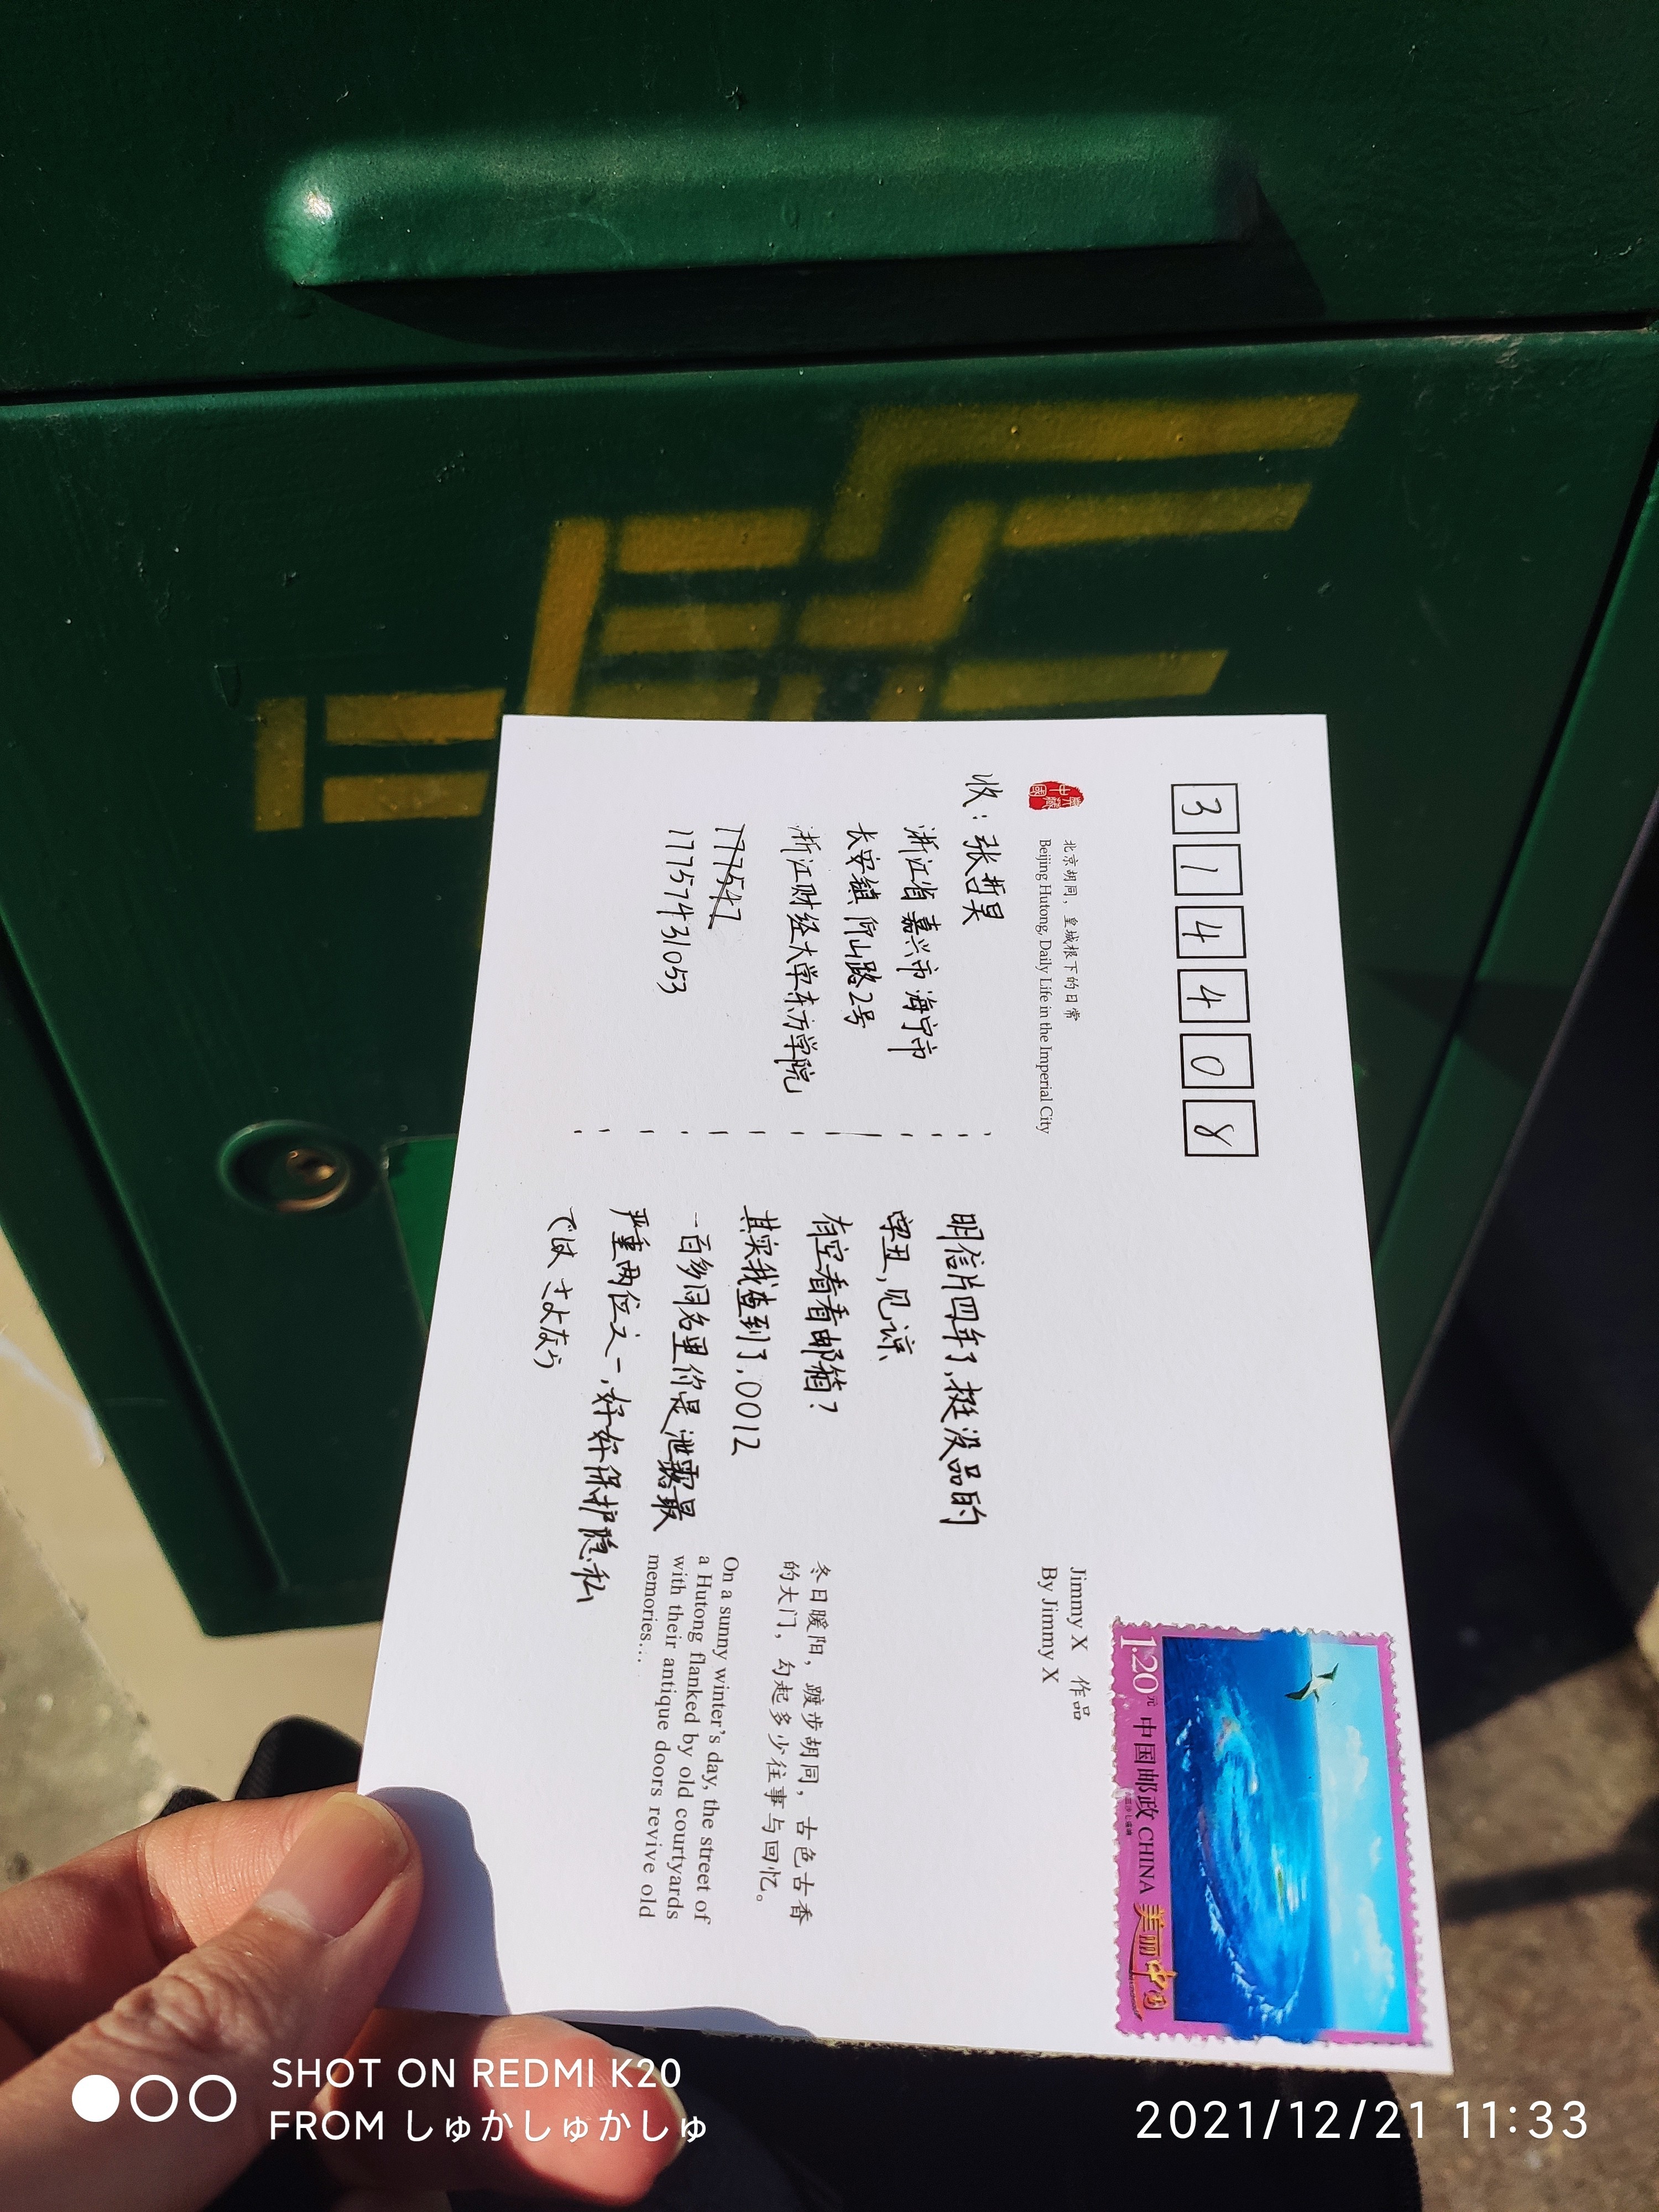 314408
北京胡同，皇城根下的日常
Beijing Hutong, Daily Life in the Imperial City
收：张哲昊
浙江省嘉兴市海宁市
长安镇仰山路2号
浙江财经大学东方学院
177547
17757431053
明信片四年了,挺没品的
字丑,见谅
有空看看邮箱？
其实我查到了,0012
一百多同名里你是泄露最
严重两位之一,好好保护隐私
では さよなら
Jimmy X 作品
By Jimmy X
1.20元 中国邮政 CHINA 美丽中国
冬日暖阳，踱步胡同，古色古香
的大门，勾起多少往事与回忆。
On a sunny winter's day, the street of
a Hutong flanked by old courtyards
with their antique doors revive old
memories...
SHOT ON REDMI K20
FROM しゅかしゅかしゅ
2021/12/21 11:33